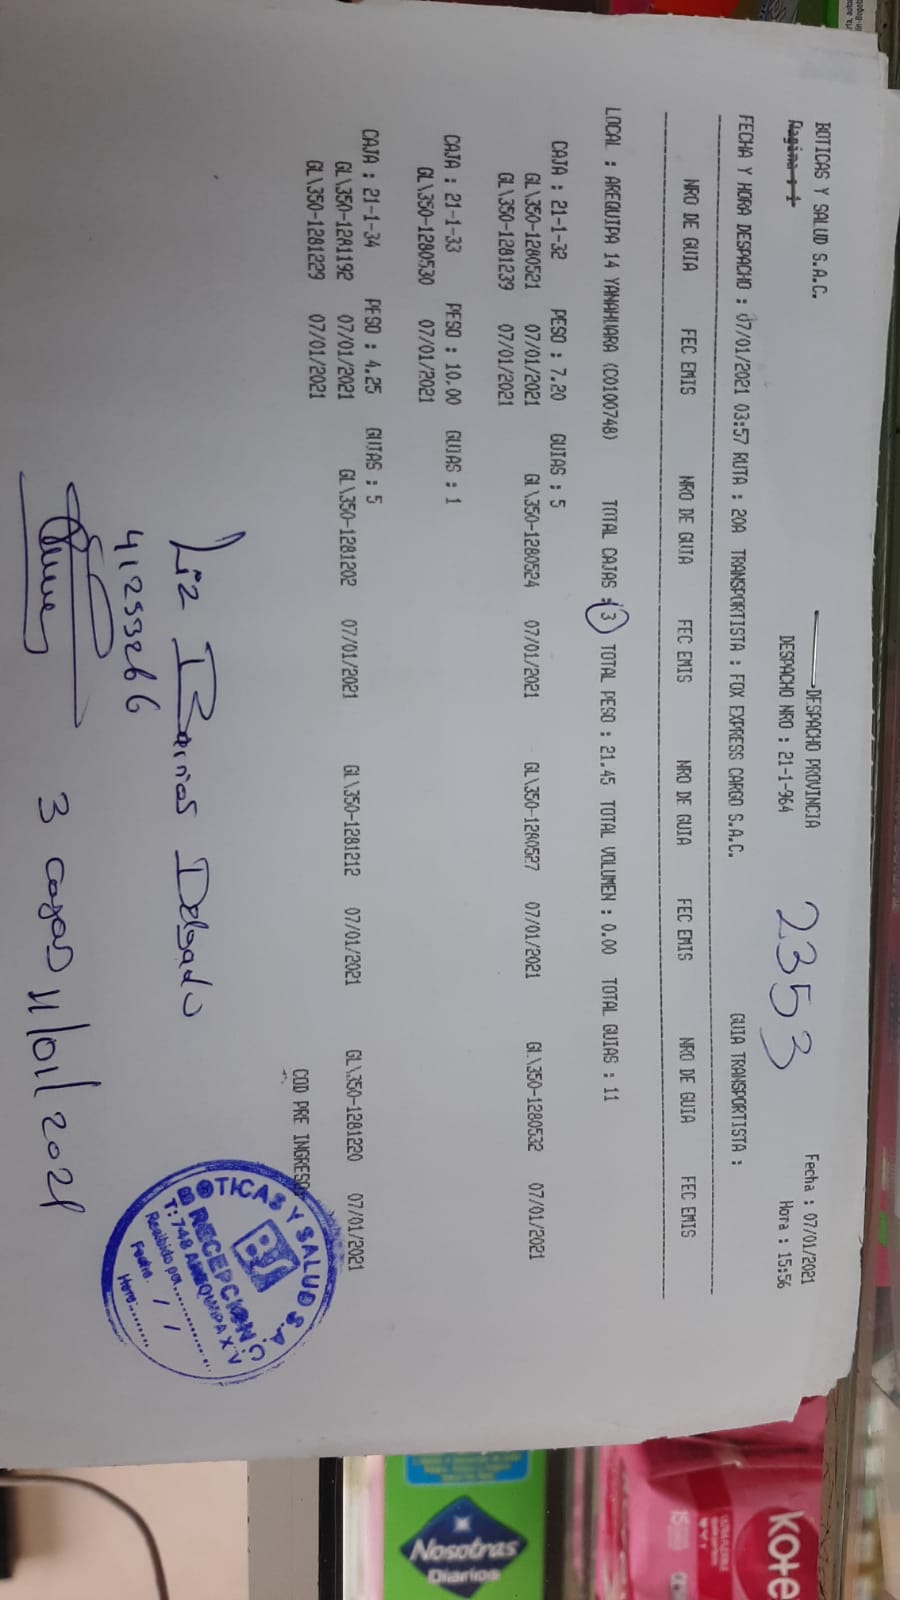 BOTICAS Y SALUD S.A.C. DESPACHO PROVINCIA Fecha : 07/01/2021
Pagina : 1 DESPACHO NRO : 21-1-964 2353 Hora : 15:56
FECHA Y HORA DESPACHO : 07/01/2021 03:57 RUTA : 20A TRANSPORTISTA : FOX EXPRESS CARGO S.A.C. GUIA TRANSPORTISTA :
NRO DE GUIA FEC EMIS NRO DE GUIA FEC EMIS NRO DE GUIA FEC EMIS NRO DE GUIA FEC EMIS
LOCAL : AREQUIPA 14 YANAHUARA (C0100748) TOTAL CAJAS : 3 TOTAL PESO : 21.45 TOTAL VOLUMEN : 0.00 TOTAL GUIAS : 11
CAJA : 21-1-32 PESO : 7.20 GUIAS : 5
GL\350-1280521 07/01/2021 GL\350-1280524 07/01/2021 GL\350-1280527 07/01/2021 GL\350-1280532 07/01/2021
GL\350-1281239 07/01/2021
CAJA : 21-1-33 PESO : 10.00 GUIAS : 1
GL\350-1280530 07/01/2021
CAJA : 21-1-34 PESO : 4.25 GUIAS : 5
GL\350-1281192 07/01/2021 GL\350-1281202 07/01/2021 GL\350-1281212 07/01/2021 GL\350-1281220 07/01/2021
GL\350-1281229 07/01/2021
COD PRE INGRESO
Liz Barrios Delgado
41253266
3 cajas 11/01/2021
BOTICAS Y SALUD S.A.C.
BYS
RECEPCION
T: 748 AREQUIPA XIV
Recibido por
Fecha: / /
Hora:
Nosotras
Diarios
kote